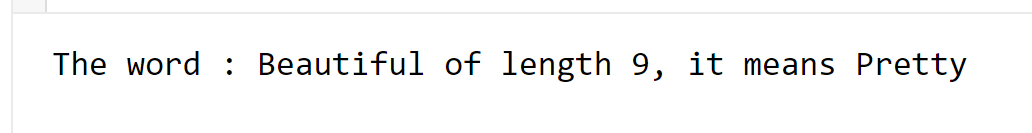 The word : Beautiful of length 9, it means Pretty